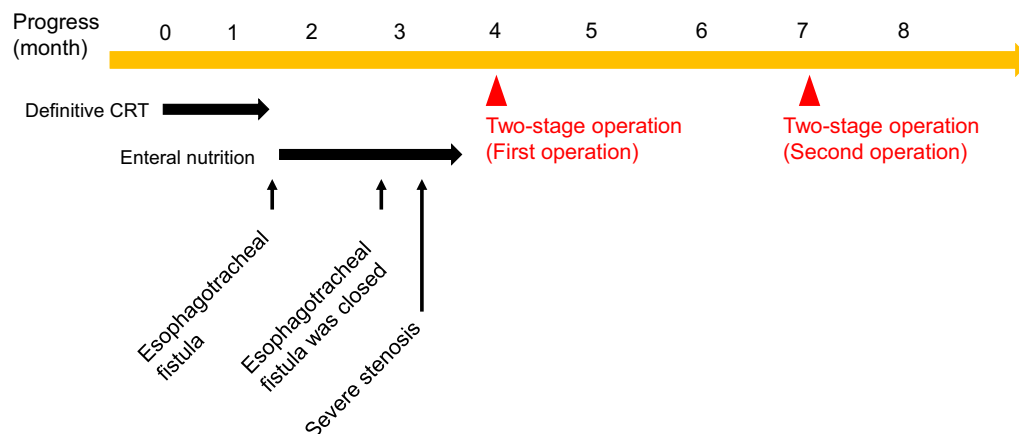 Progress
(month)
0 1 2 3 4 5 6 7 8
Definitive CRT
Enteral nutrition
Two-stage operation
(First operation)
Two-stage operation
(Second operation)
Esophagotracheal
fistula
Esophagotracheal
fistula was closed
Severe stenosis